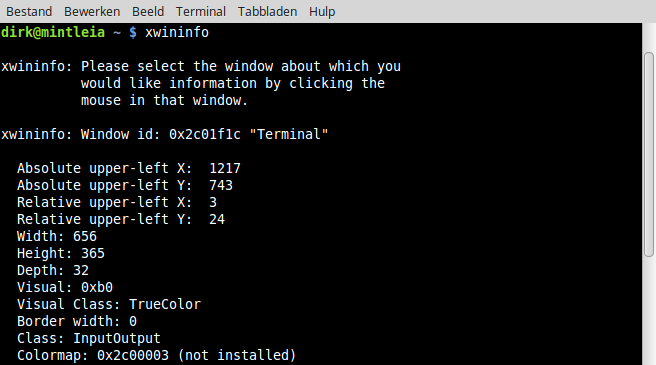 Bestand Bewerken Beeld Terminal Tabbladen Hulp
dirk@mintleia ~ $ xwininfo
xwininfo: Please select the window about which you
would like information by clicking the
mouse in that window.
xwininfo: Window id: 0x2c01f1c "Terminal"
Absolute upper-left X: 1217
Absolute upper-left Y: 743
Relative upper-left X: 3
Relative upper-left Y: 24
Width: 656
Height: 365
Depth: 32
Visual: 0xb0
Visual Class: TrueColor
Border width: 0
Class: InputOutput
Colormap: 0x2c00003 (not installed)